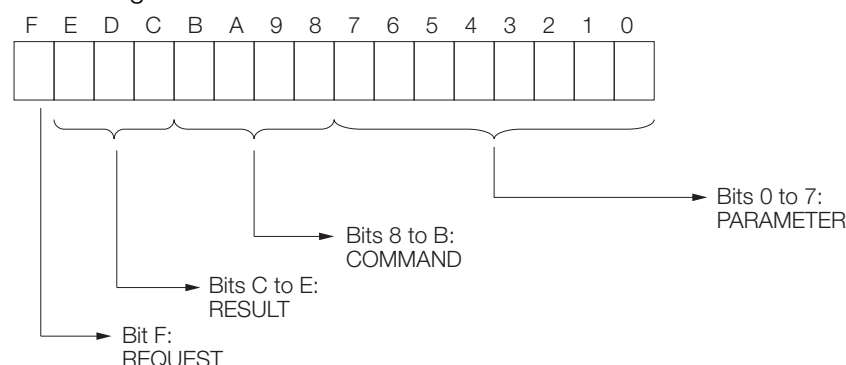 F E D C B A 9 8 7 6 5 4 3 2 1 0
Bits 0 to 7:
PARAMETER
Bits 8 to B:
COMMAND
Bits C to E:
RESULT
Bit F:
REQUEST